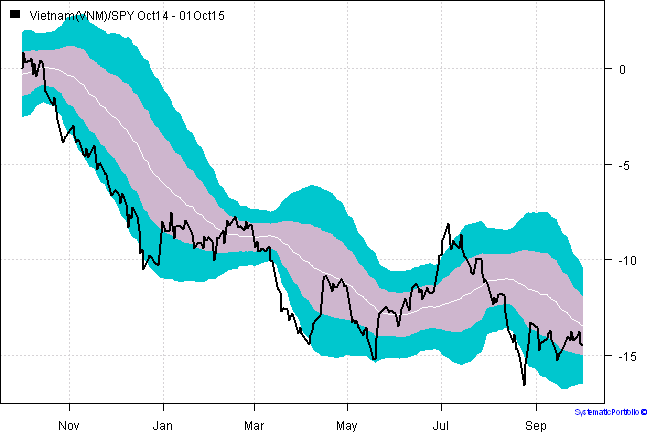 Vietnam(VNM)/SPY Oct14 - 01Oct15
0
-5
-10
-15
Nov Jan Mar May Jul Sep
SystematicPortfolio ©